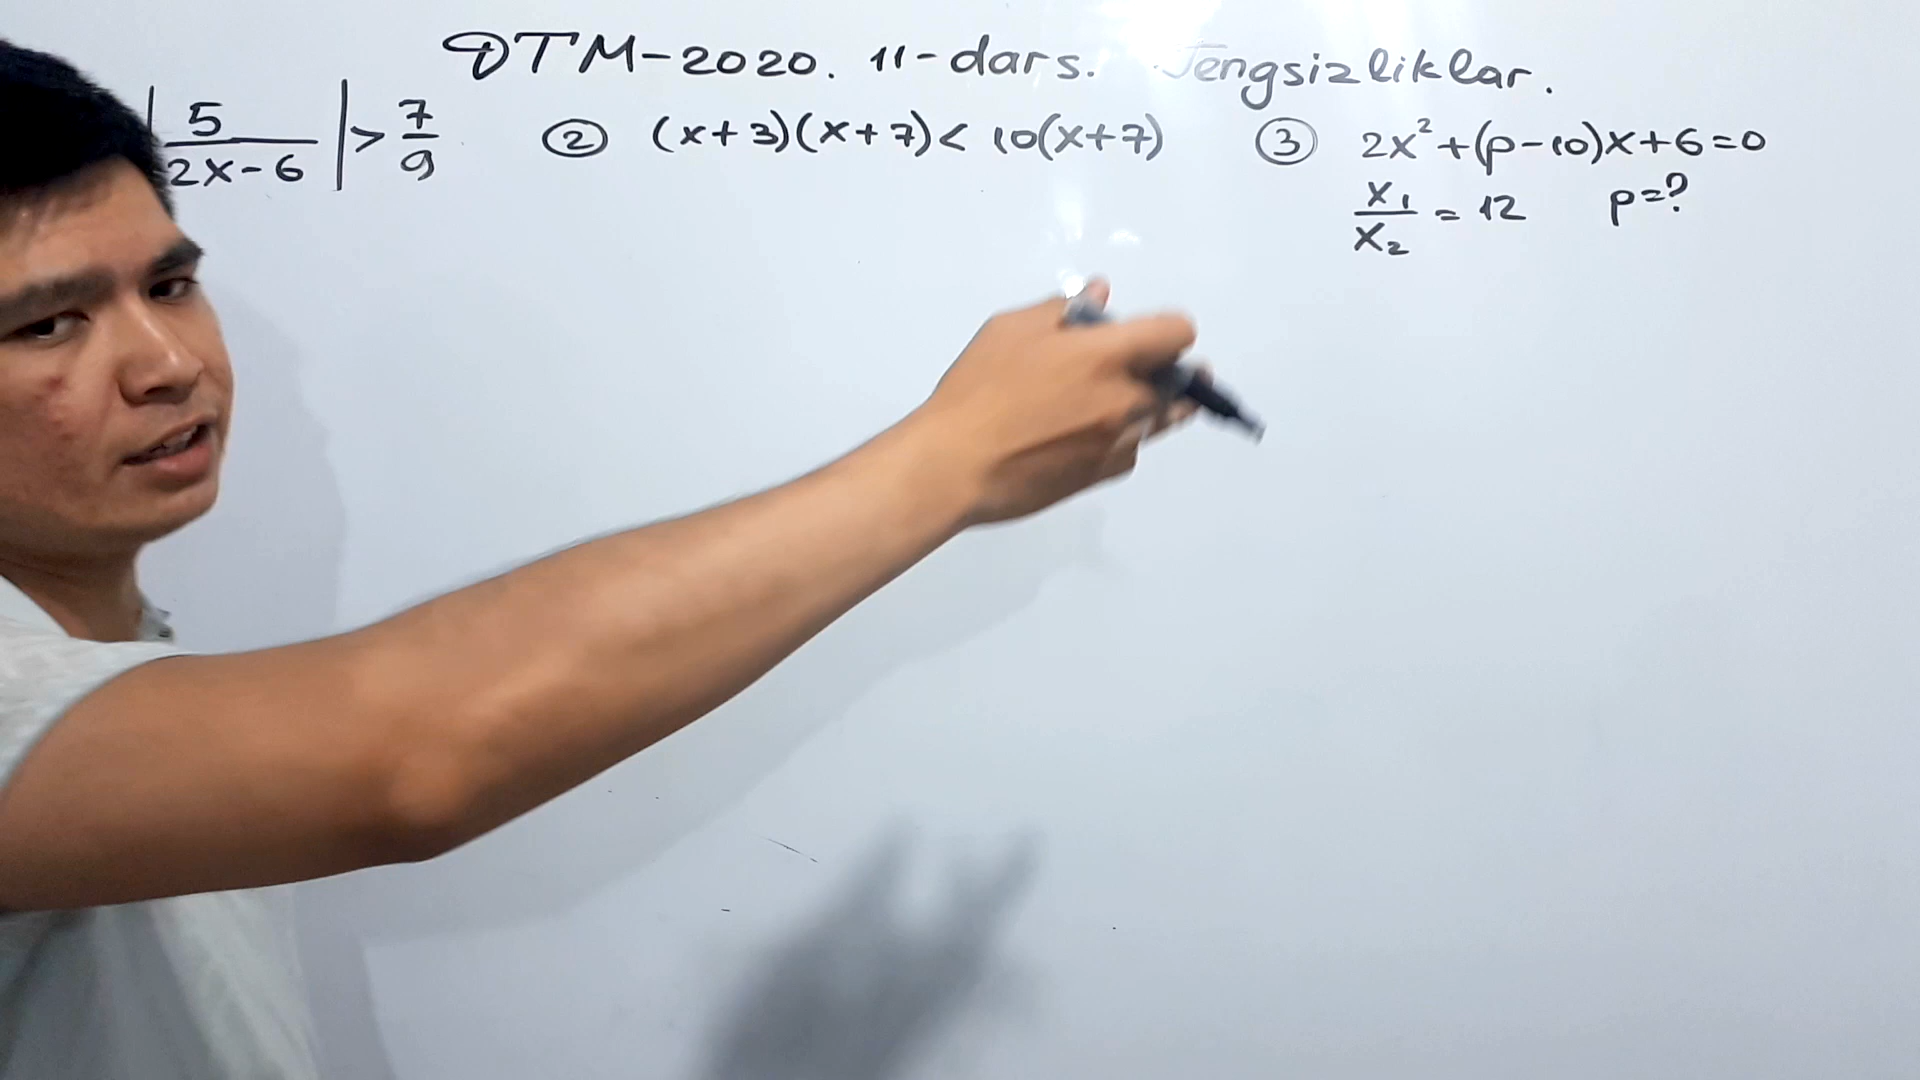 DTM-2020. 11-dars. Tengsizliklar.
|5/(2x-6)| > 7/9
② (x+3)(x+7)< 10(x+7)
③ 2x²+(p-10)x+6=0
x₁/x₂ = 12 p=?